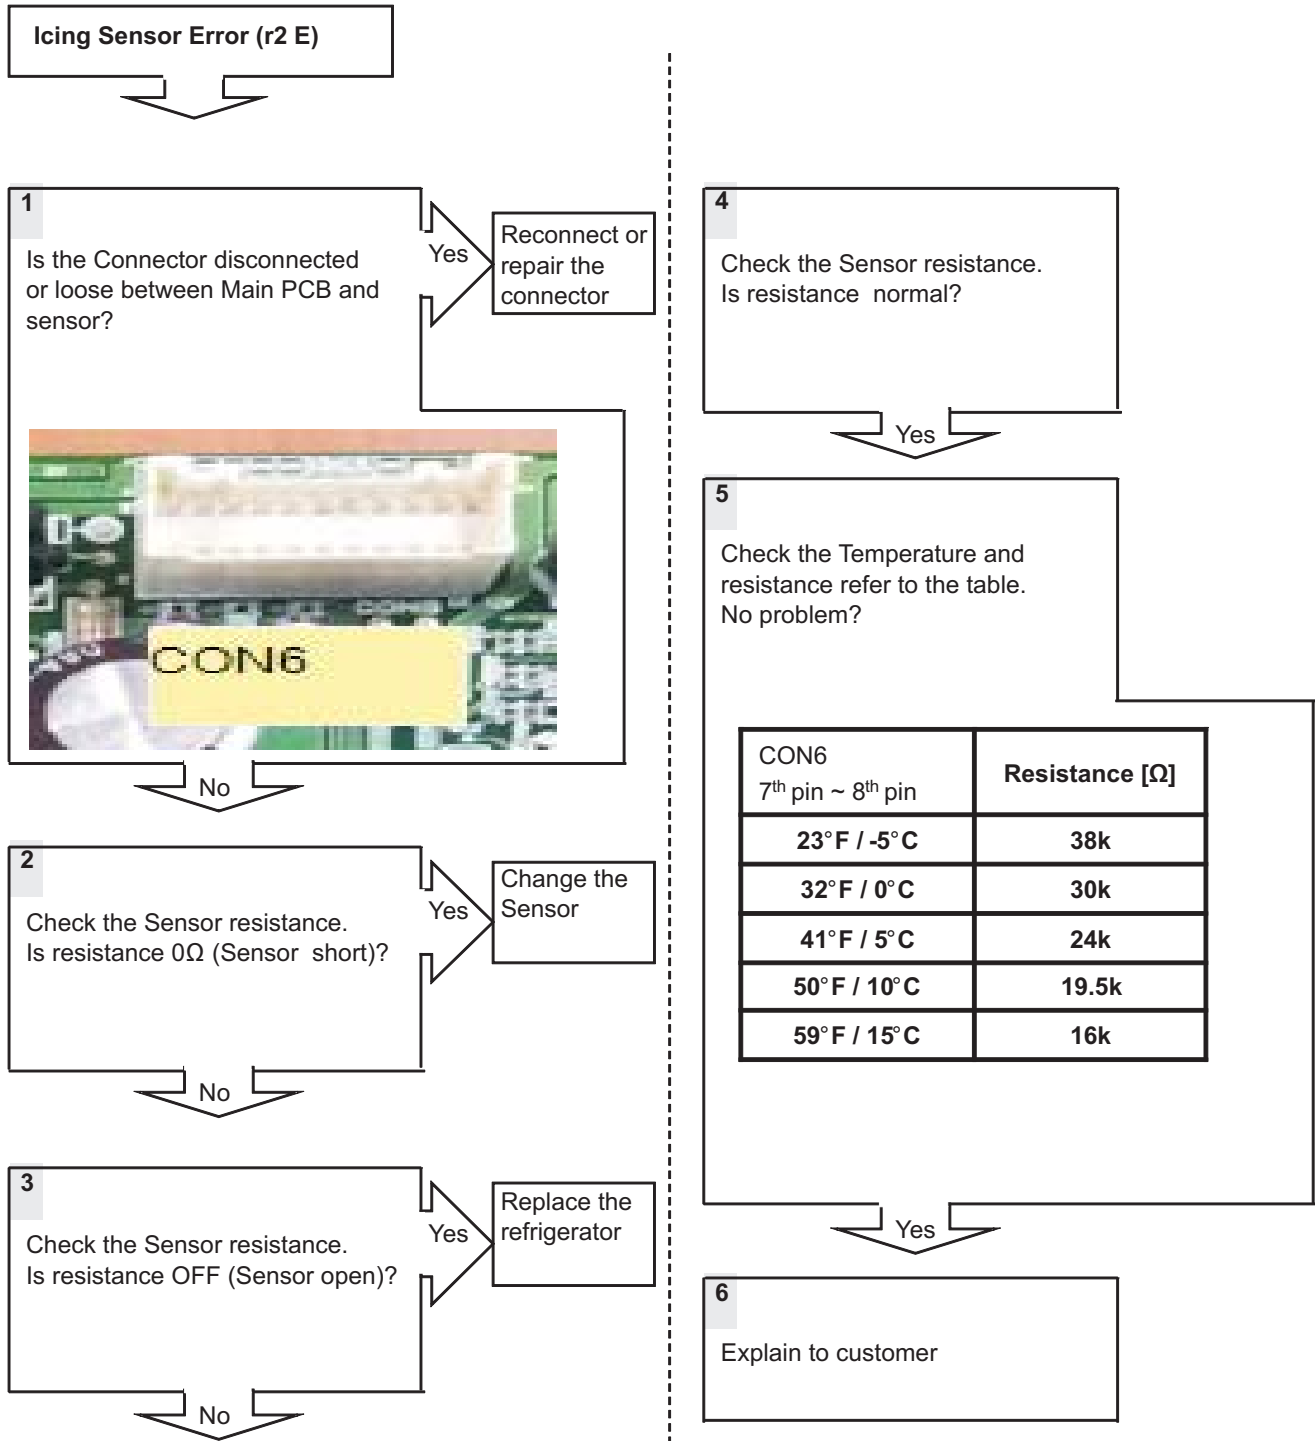 Icing Sensor Error (r2 E)
1
Is the Connector disconnected
or loose between Main PCB and
sensor?
Yes
Reconnect or
repair the
connector
CON6
No
2
Check the Sensor resistance.
Is resistance 0Ω (Sensor short)?
Yes
Change the
Sensor
No
3
Check the Sensor resistance.
Is resistance OFF (Sensor open)?
Yes
Replace the
refrigerator
No
4
Check the Sensor resistance.
Is resistance normal?
Yes
5
Check the Temperature and
resistance refer to the table.
No problem?
CON6
7th pin ~ 8th pin
Resistance [Ω]
23°F / -5°C 38k
32°F / 0°C 30k
41°F / 5°C 24k
50°F / 10°C 19.5k
59°F / 15°C 16k
Yes
6
Explain to customer